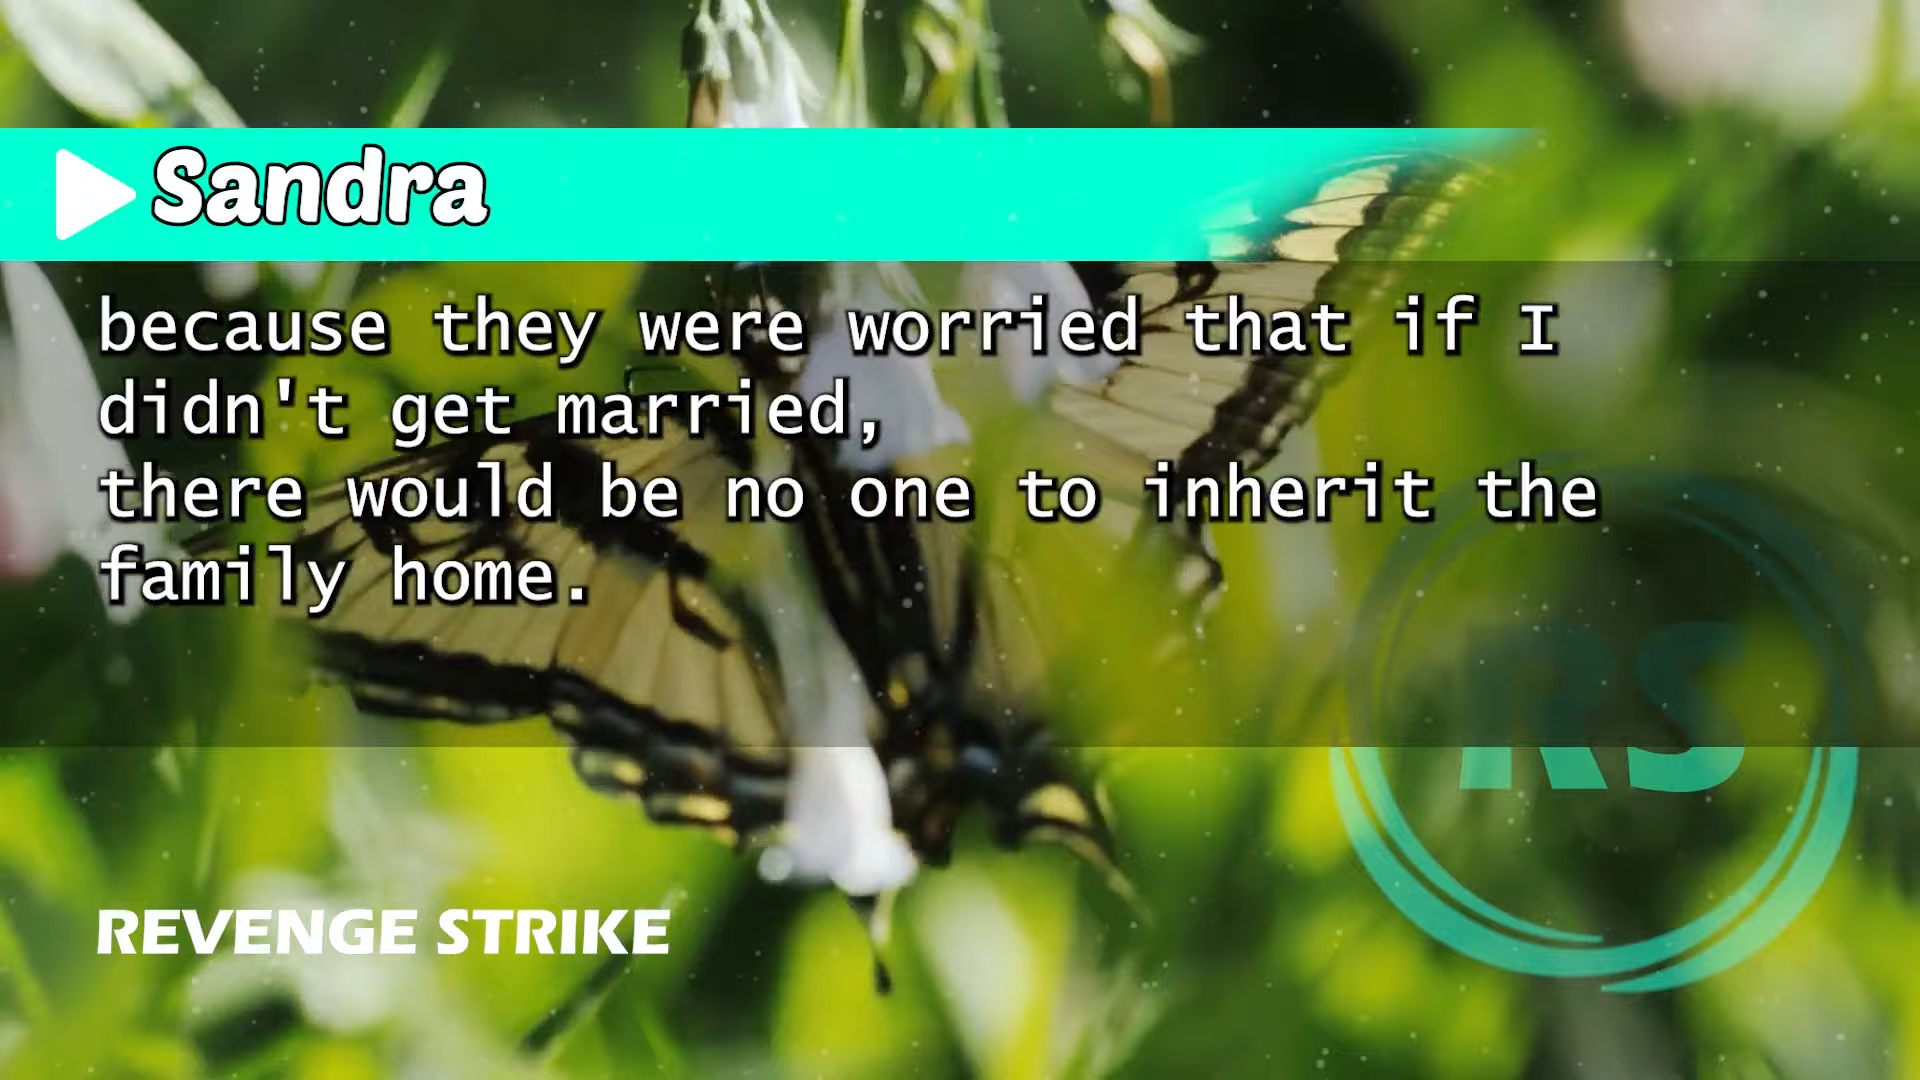 Sandra
because they were worried that if I
didn't get married,
there would be no one to inherit the
family home.
RS
REVENGE STRIKE